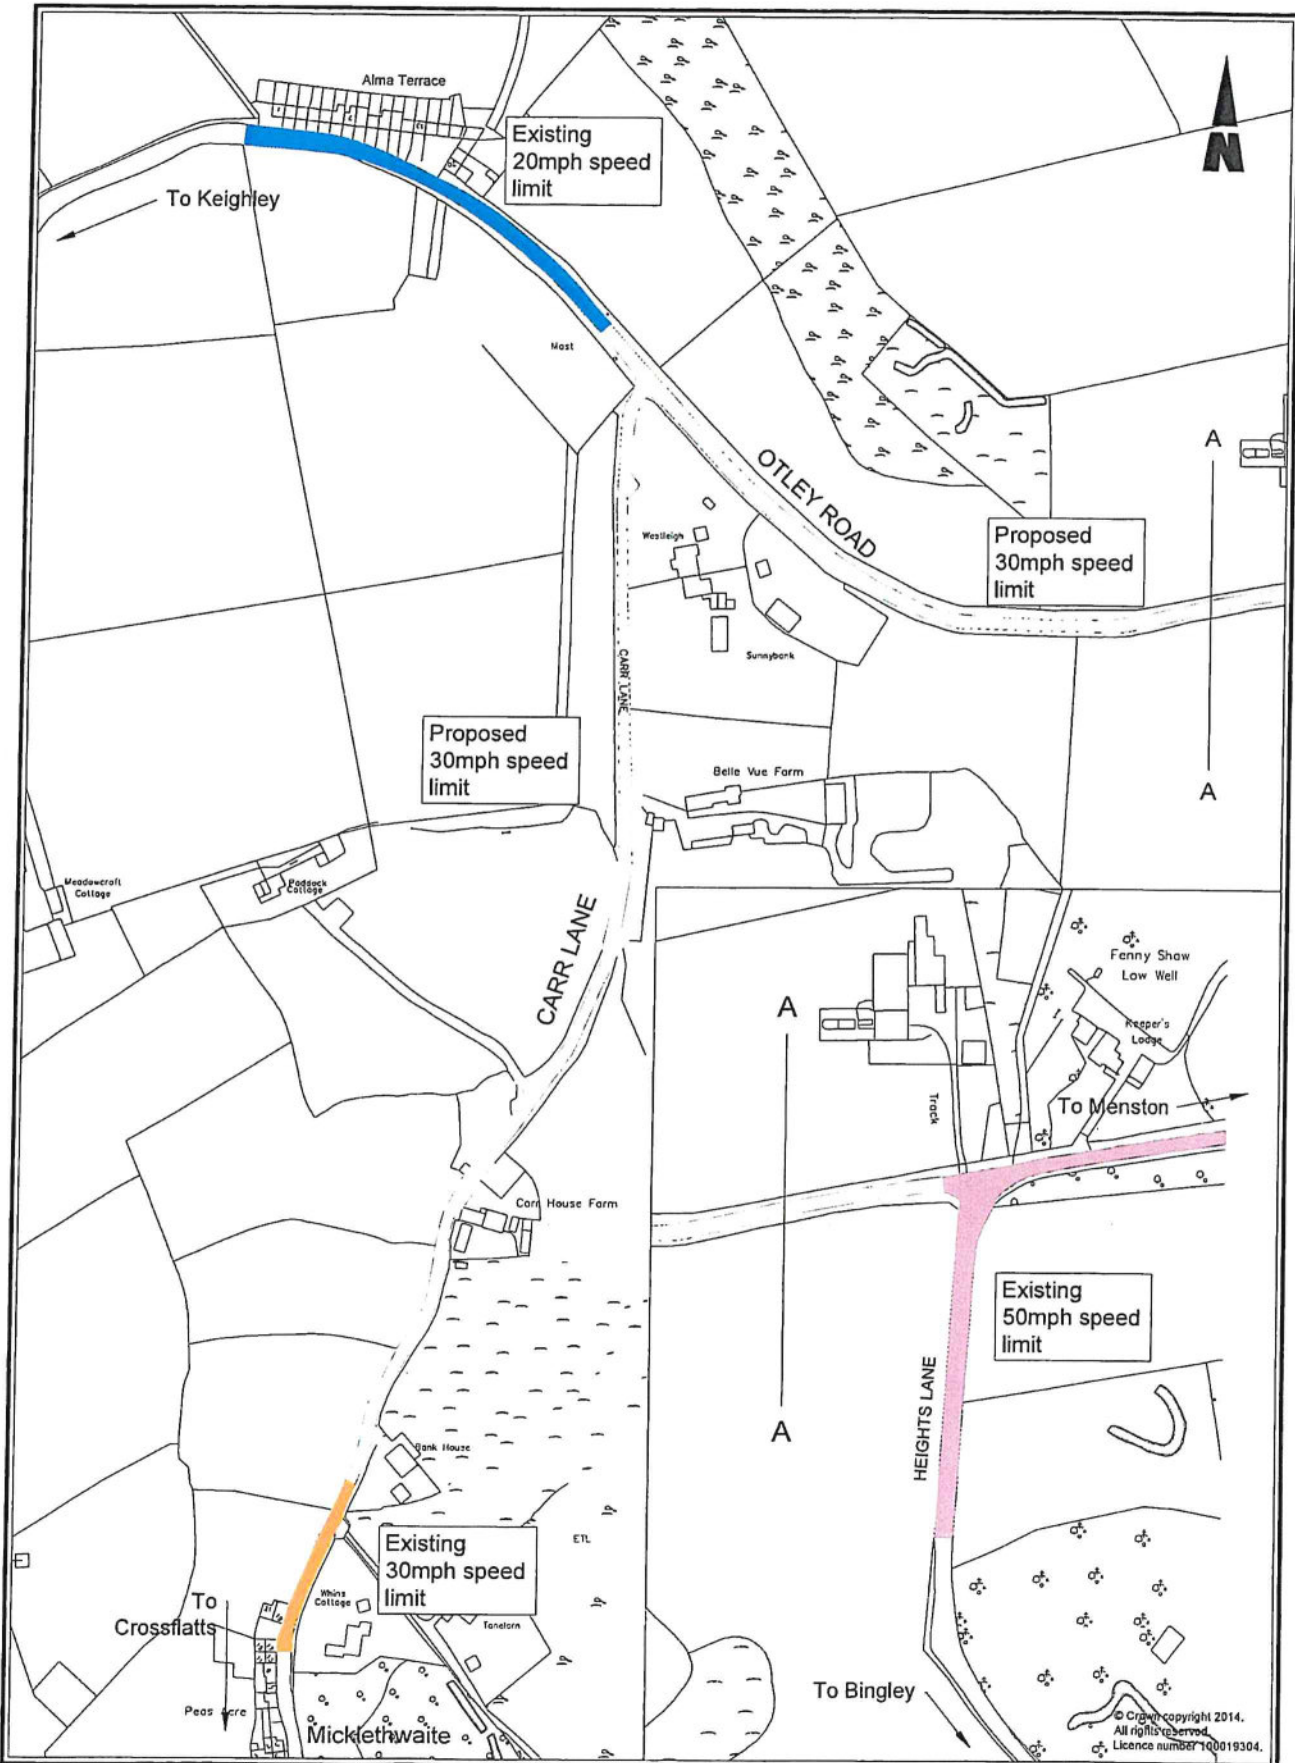 Alma Terrace
Existing
20mph speed
limit
N
To Keighley
Mast
OTLEY ROAD
A
Westleigh
Proposed
30mph speed
limit
Sunnybank
CARR LANE
Proposed
30mph speed
limit
Belle Vue Farm
A
Meadowcroft
Cottage
Paddock
Cottage
CARR LANE
Fenny Shaw
Low Well
A
Keeper's
Lodge
Track
To Menston
Carr House Farm
Existing
50mph speed
limit
HEIGHTS LANE
A
Bank House
Existing
30mph speed
limit
ETL
To
Crossflatts
Whins
Cottage
Tanelorn
Peas Acre
Micklethwaite
To Bingley
© Crown copyright 2014.
All rights reserved.
Licence number 100019304.